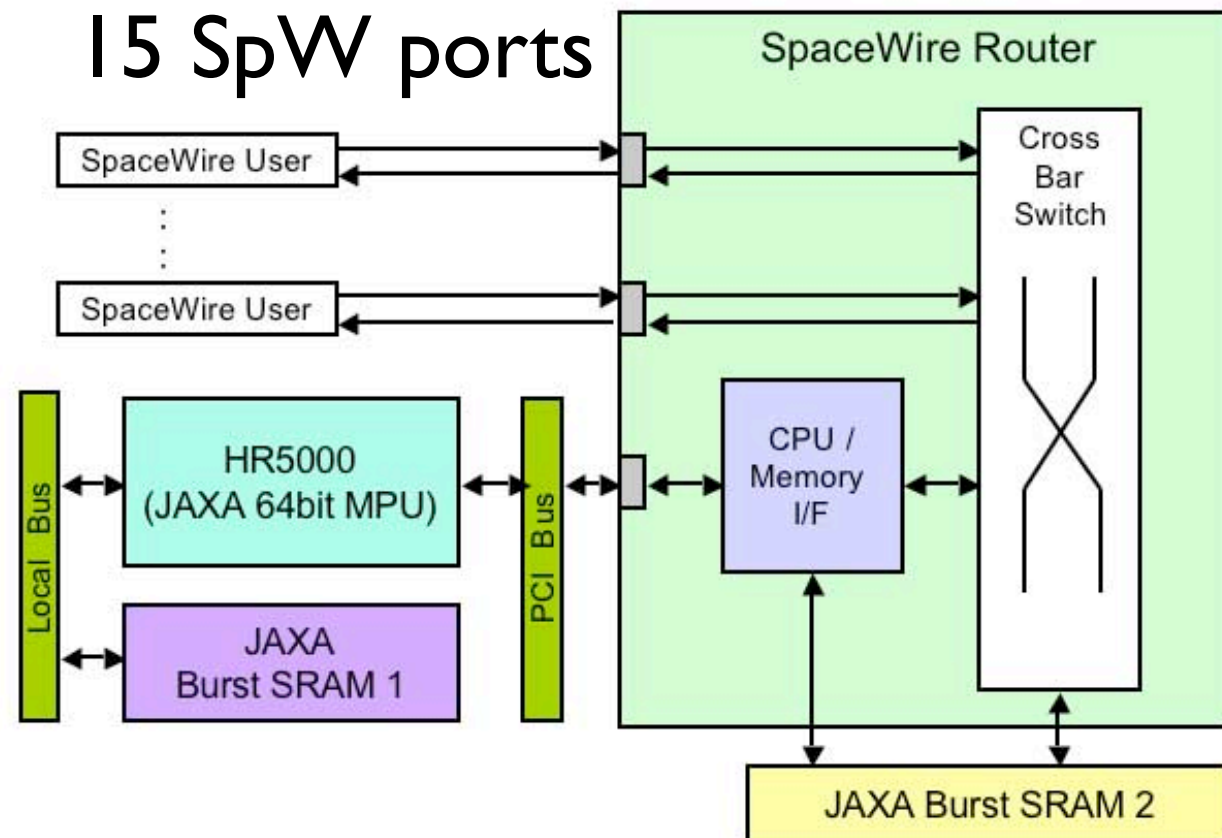 15 SpW ports
SpaceWire Router
SpaceWire User
SpaceWire User
Cross
Bar
Switch
Local Bus
HR5000
(JAXA 64bit MPU)
JAXA
Burst SRAM 1
PCI Bus
CPU /
Memory
I/F
JAXA Burst SRAM 2